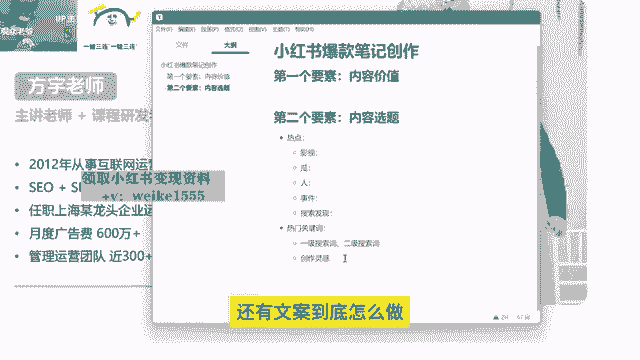 UP主
一键三连"一键三连"
方宇老师
主讲老师 + 课程研发
2012年从事互联网运营
SEO + S
任职上海某龙头企业运
月度广告费 600万+
管理运营团队 近300+
领取小红书变现资料
+v: weike1555
文件(F) 编辑(E) 段落(P) 格式(O) 视图(V) 主题(T) 帮助(H)
文件
大纲
小红书爆款笔记创作
第一个要素：内容价值
第二个要素：内容选题
小红书爆款笔记创作
第一个要素：内容价值
第二个要素：内容选题
热点：
影视：
瓜：
人：
事件：
搜索发现：
热门关键词：
一级搜索词、二级搜索词
创作灵感
还有文案到底怎么做